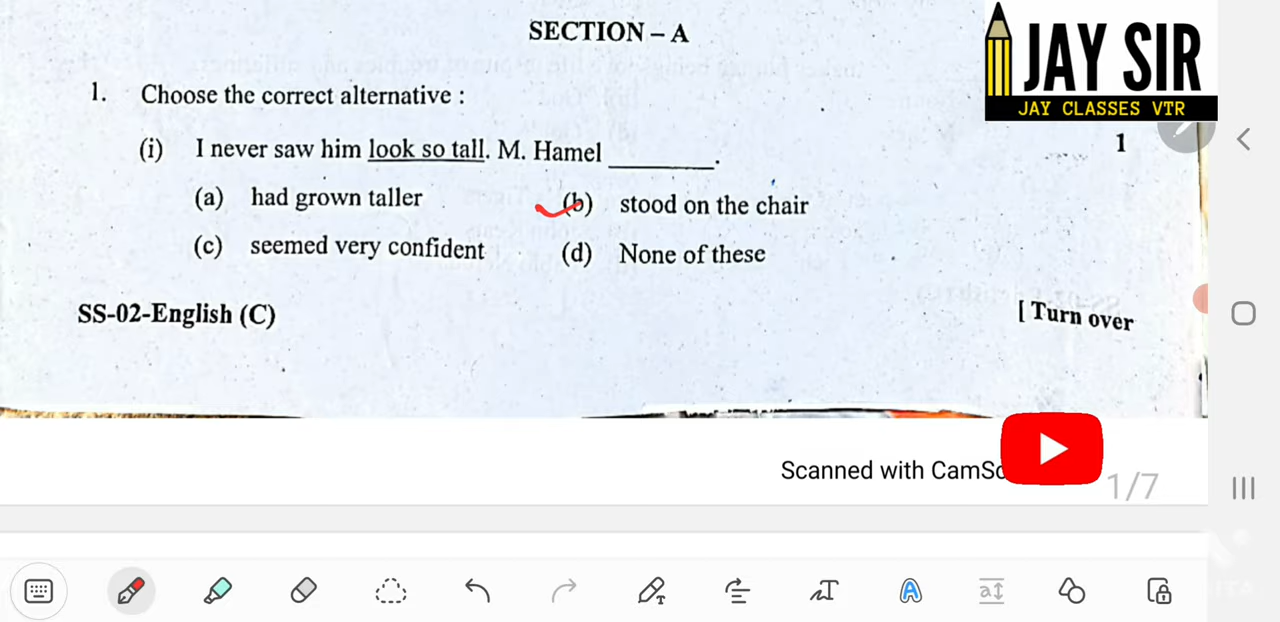 SECTION – A
JAY SIR
JAY CLASSES VTR
1. Choose the correct alternative :
(i) I never saw him look so tall. M. Hamel ________. 1
(a) had grown taller (b) stood on the chair
(c) seemed very confident (d) None of these
SS-02-English (C) [ Turn over
Scanned with
1/7